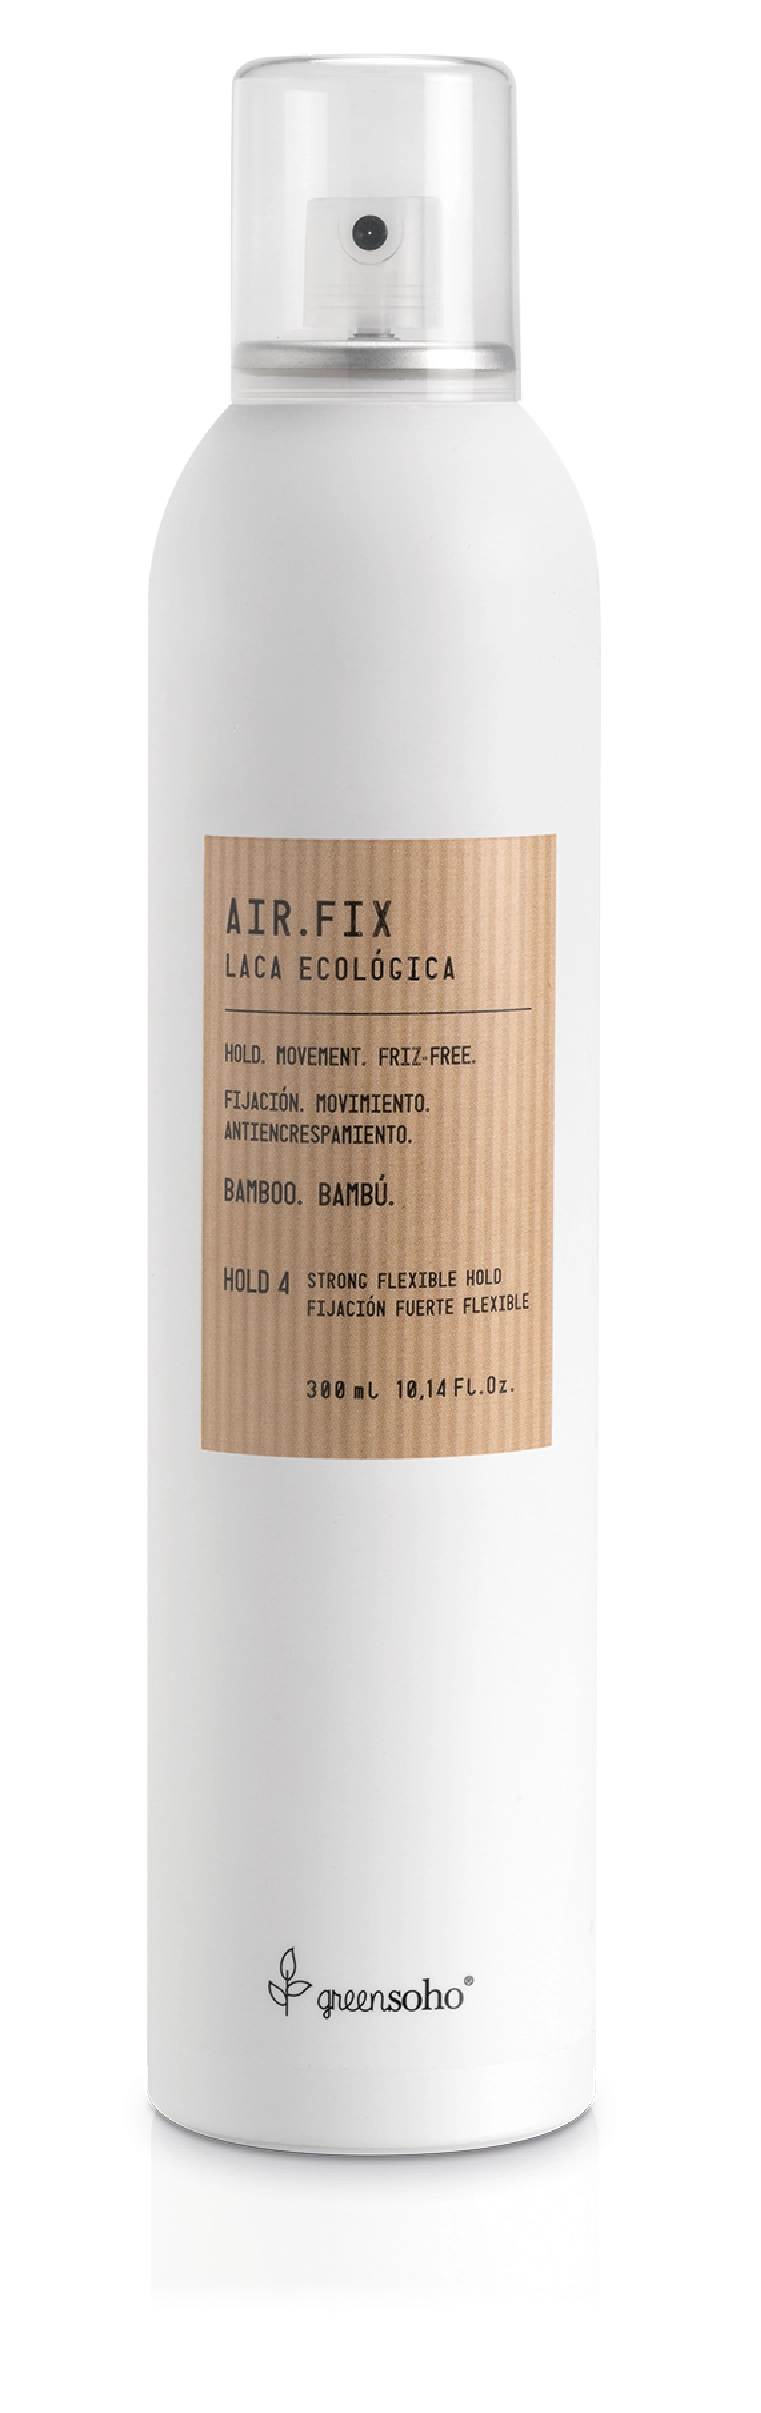 AIR.FIX
LACA ECOLÓGICA
HOLD. MOVEMENT. FRIZ-FREE.
FIJACIÓN. MOVIMIENTO.
ANTIENCRESPAMIENTO.
BAMBOO. BAMBÚ.
HOLD 4 STRONG FLEXIBLE HOLD
FIJACIÓN FUERTE FLEXIBLE
300 ml 10,14 Fl.Oz.
greensoho®